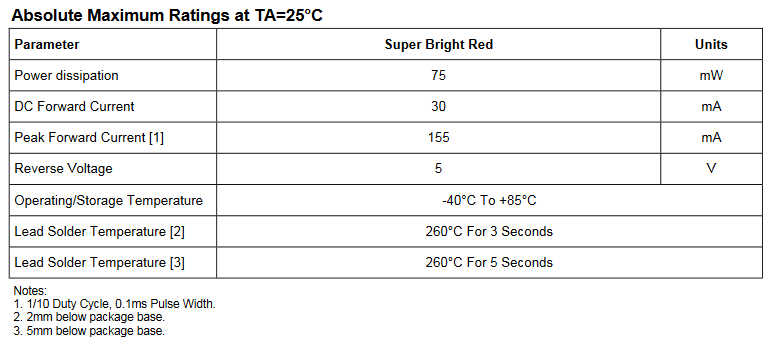 Absolute Maximum Ratings at TA=25°C
Parameter Super Bright Red Units
Power dissipation 75 mW
DC Forward Current 30 mA
Peak Forward Current [1] 155 mA
Reverse Voltage 5 V
Operating/Storage Temperature -40°C To +85°C
Lead Solder Temperature [2] 260°C For 3 Seconds
Lead Solder Temperature [3] 260°C For 5 Seconds
Notes:
1. 1/10 Duty Cycle, 0.1ms Pulse Width.
2. 2mm below package base.
3. 5mm below package base.